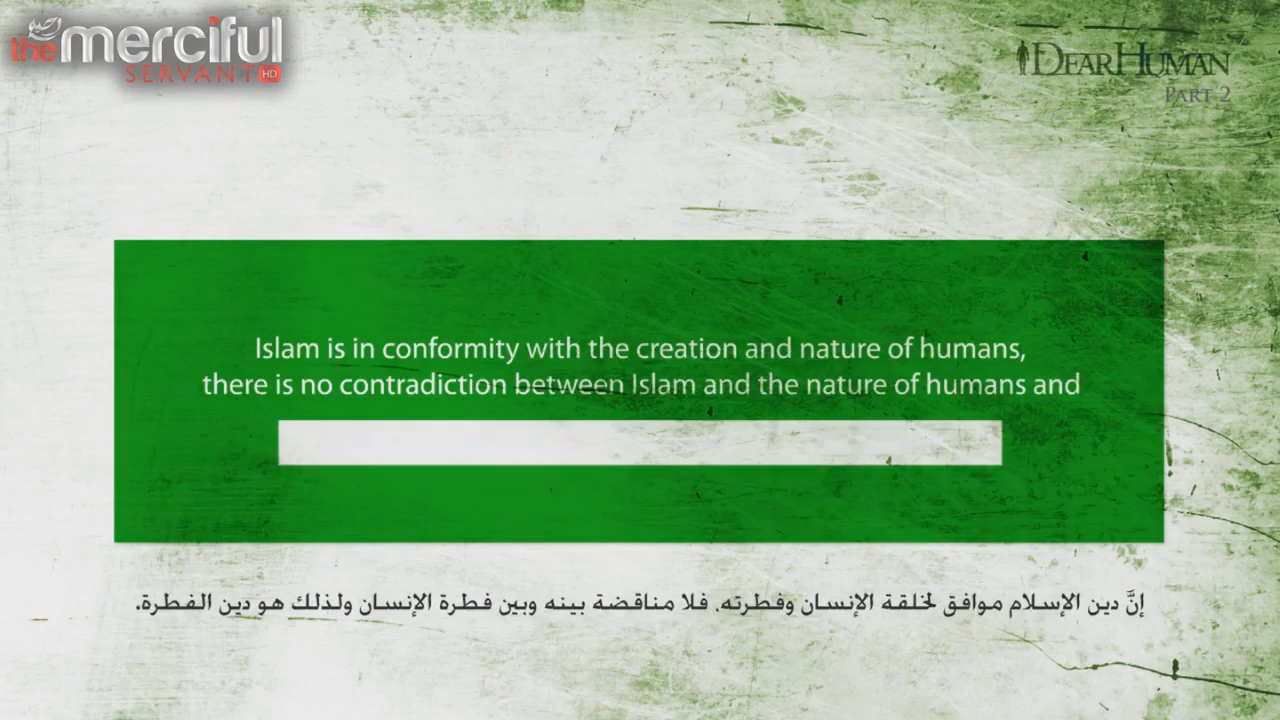 the merciful
SERVANT HD
DEARHUMAN
PART 2
Islam is in conformity with the creation and nature of humans,
there is no contradiction between Islam and the nature of humans and
إنَّ دين الإسلام موافق لخلقة الإنسان وفطرته. فلا مناقضة بينه وبين فطرة الإنسان ولذلك هو دين الفطرة.